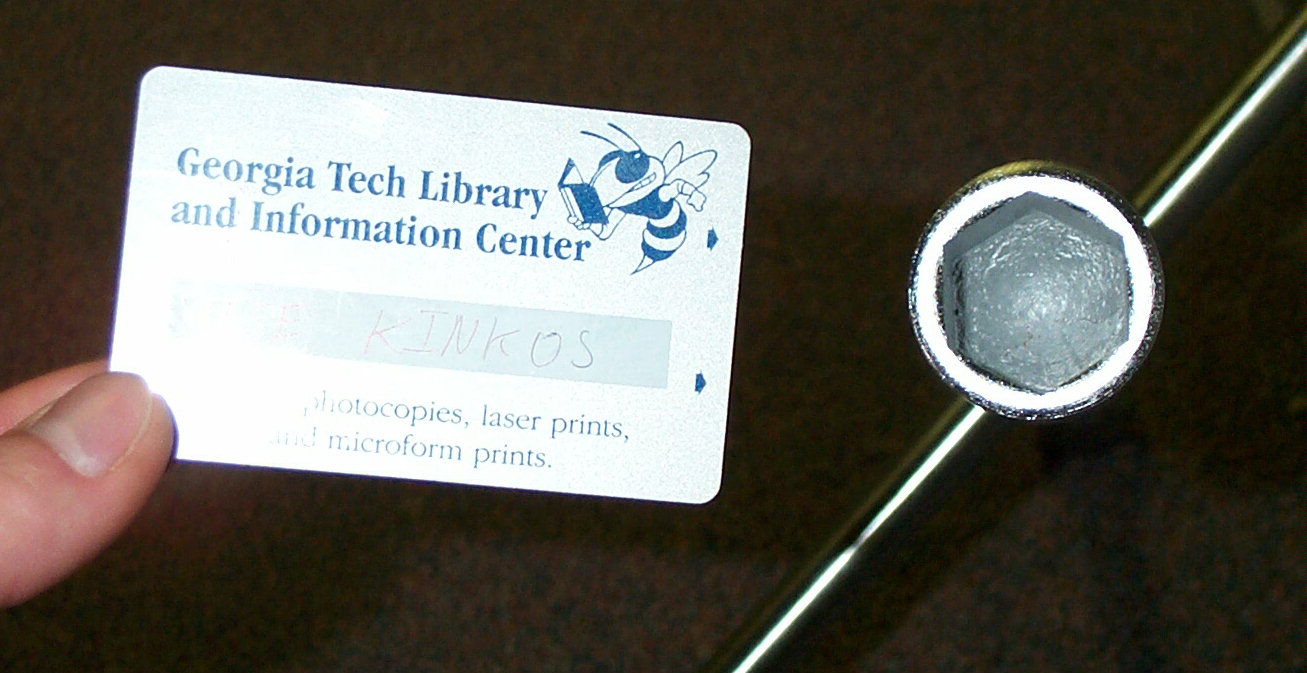 Georgia Tech Library
and Information Center
KINKOS
photocopies, laser prints,
and microform prints.